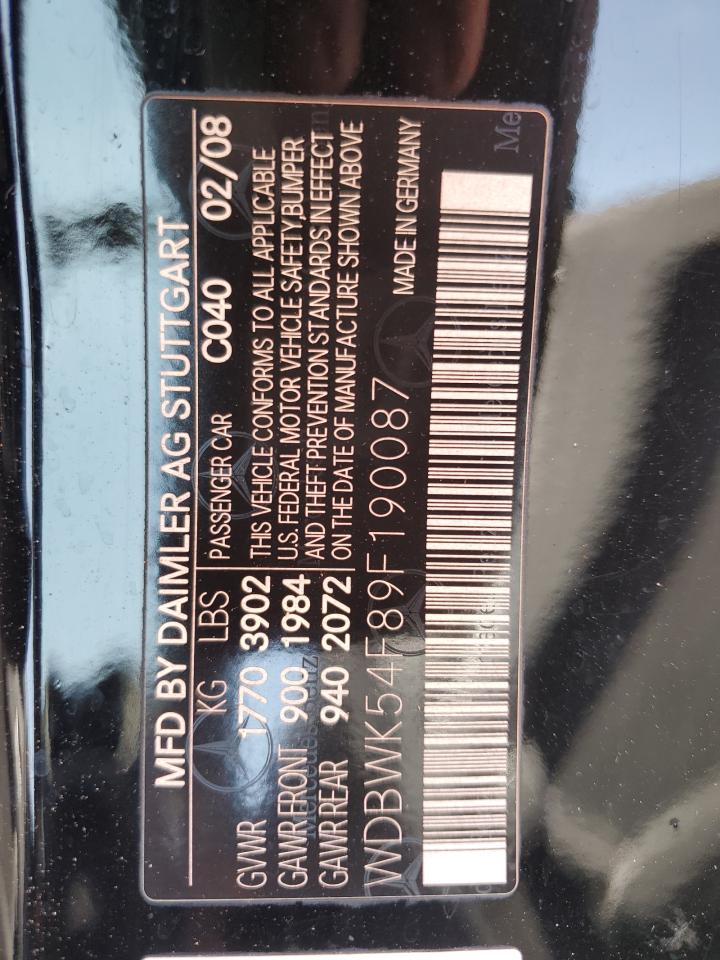 MFD BY DAIMLER AG STUTTGART
KG LBS PASSENGER CAR C040 02/08
GVWR 1770 3902
GAWR FRONT 900 1984
GAWR REAR 940 2072
THIS VEHICLE CONFORMS TO ALL APPLICABLE
U.S. FEDERAL MOTOR VEHICLE SAFETY,BUMPER
AND THEFT PREVENTION STANDARDS IN EFFECT
ON THE DATE OF MANUFACTURE SHOWN ABOVE
WDBWK54F89F190087
MADE IN GERMANY